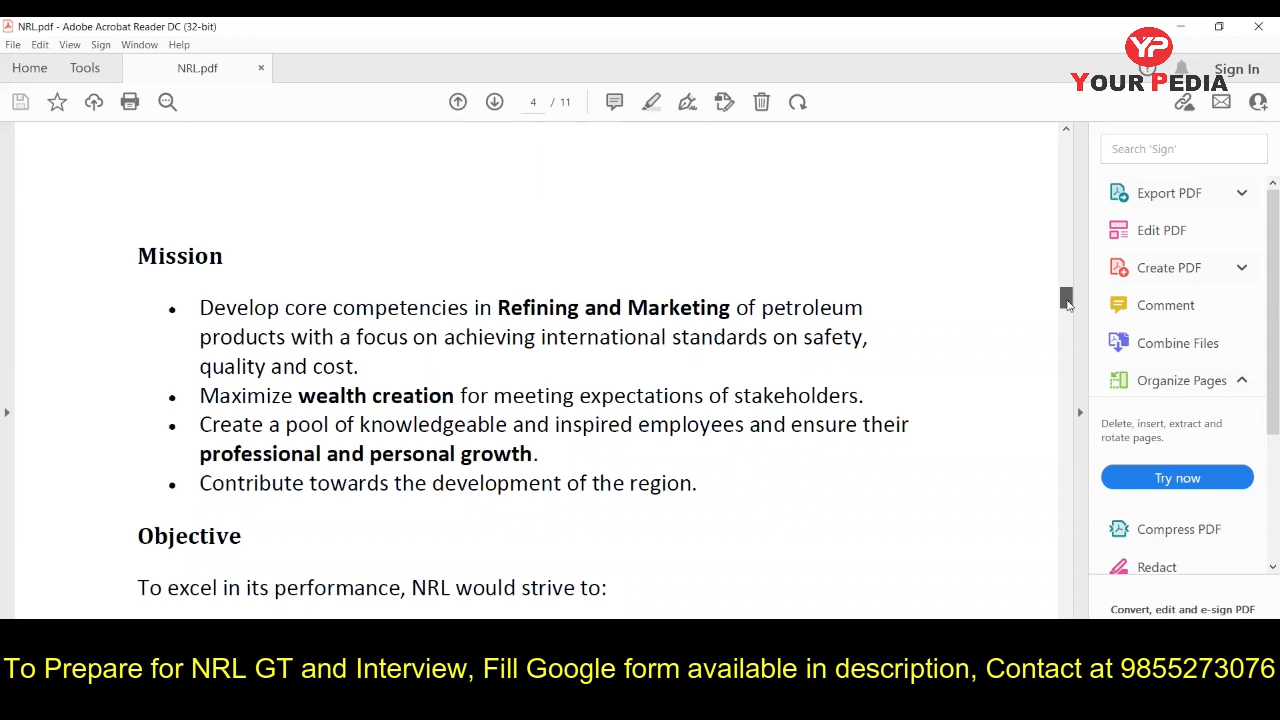 NRL.pdf - Adobe Acrobat Reader DC (32-bit)
File Edit View Sign Window Help
Home Tools NRL.pdf × Sign In
YP
YOUR PEDIA
4 / 11
Search 'Sign'
Export PDF
Edit PDF
Create PDF
Comment
Combine Files
Organize Pages
Delete, insert, extract and
rotate pages.
Try now
Compress PDF
Redact
Convert, edit and e-sign PDF
Mission
• Develop core competencies in Refining and Marketing of petroleum
products with a focus on achieving international standards on safety,
quality and cost.
• Maximize wealth creation for meeting expectations of stakeholders.
• Create a pool of knowledgeable and inspired employees and ensure their
professional and personal growth.
• Contribute towards the development of the region.
Objective
To excel in its performance, NRL would strive to:
To Prepare for NRL GT and Interview, Fill Google form available in description, Contact at 9855273076